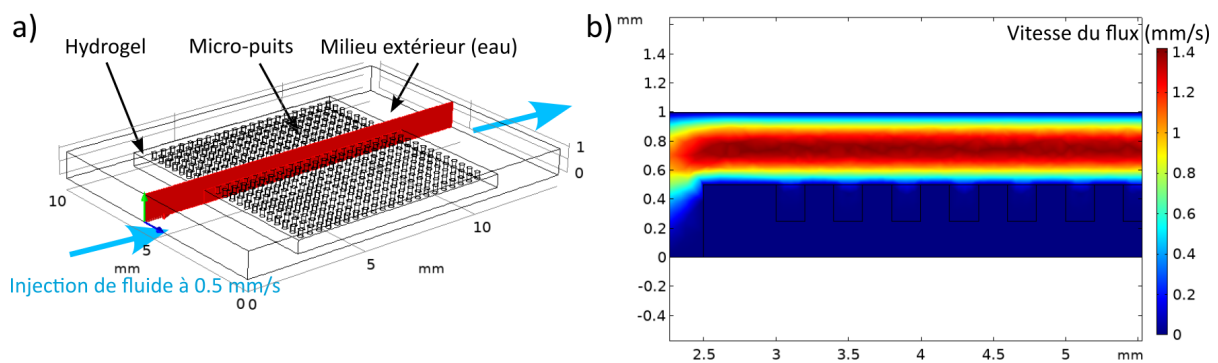 a)
Hydrogel
Micro-puits
Milieu extérieur (eau)
1
0
10
10
5
mm
5
mm
0 0
Injection de fluide à 0.5 mm/s
b)
mm
Vitesse du flux (mm/s)
1.4
1.2
1
0.8
0.6
0.4
0.2
0
1.4
1.2
1
0.8
0.6
0.4
0.2
0
-0.2
-0.4
2.5
3
3.5
4
4.5
5
mm